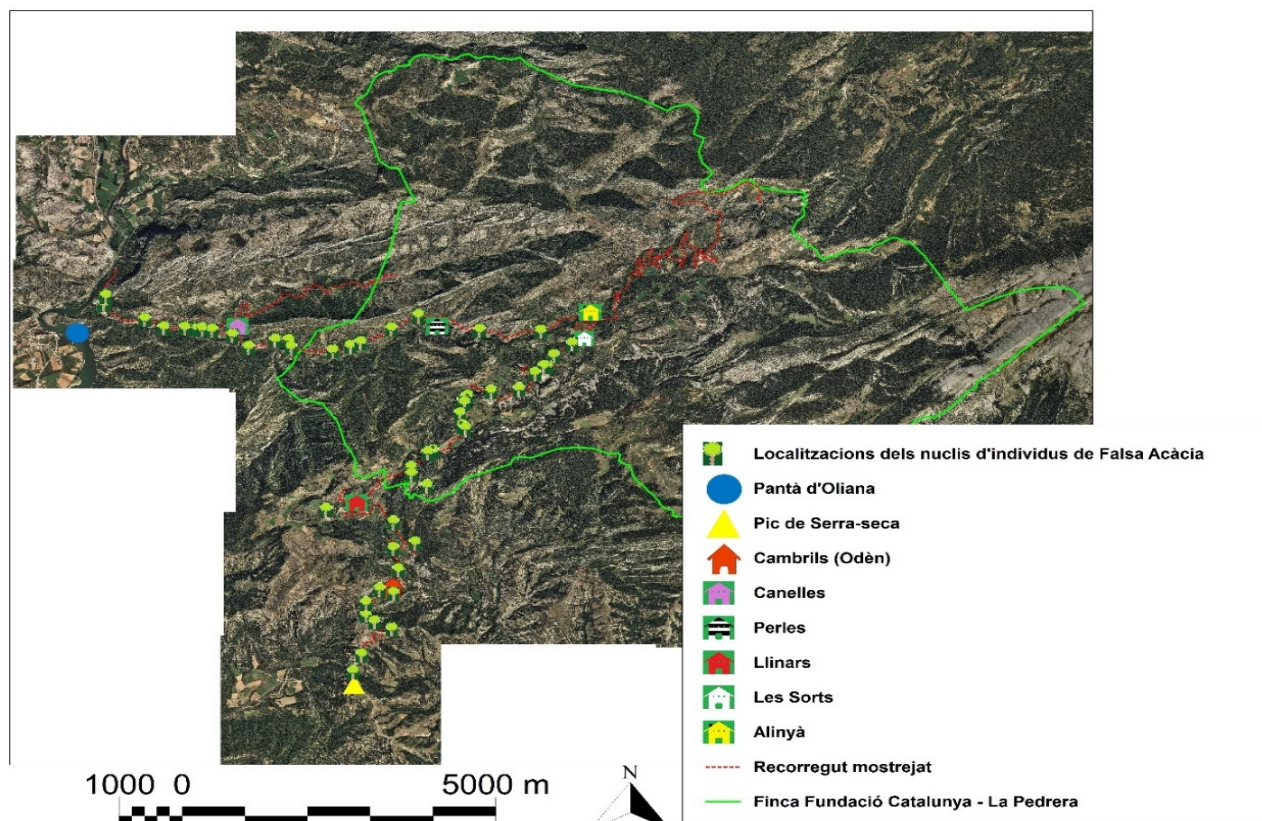 Localitzacions dels nuclis d'individus de Falsa Acàcia
Pantà d'Oliana
Pic de Serra-seca
Cambrils (Odèn)
Canelles
Perles
Llinars
Les Sorts
Alinyà
Recorregut mostrejat
Finca Fundació Catalunya - La Pedrera
1000 0 5000 m
N